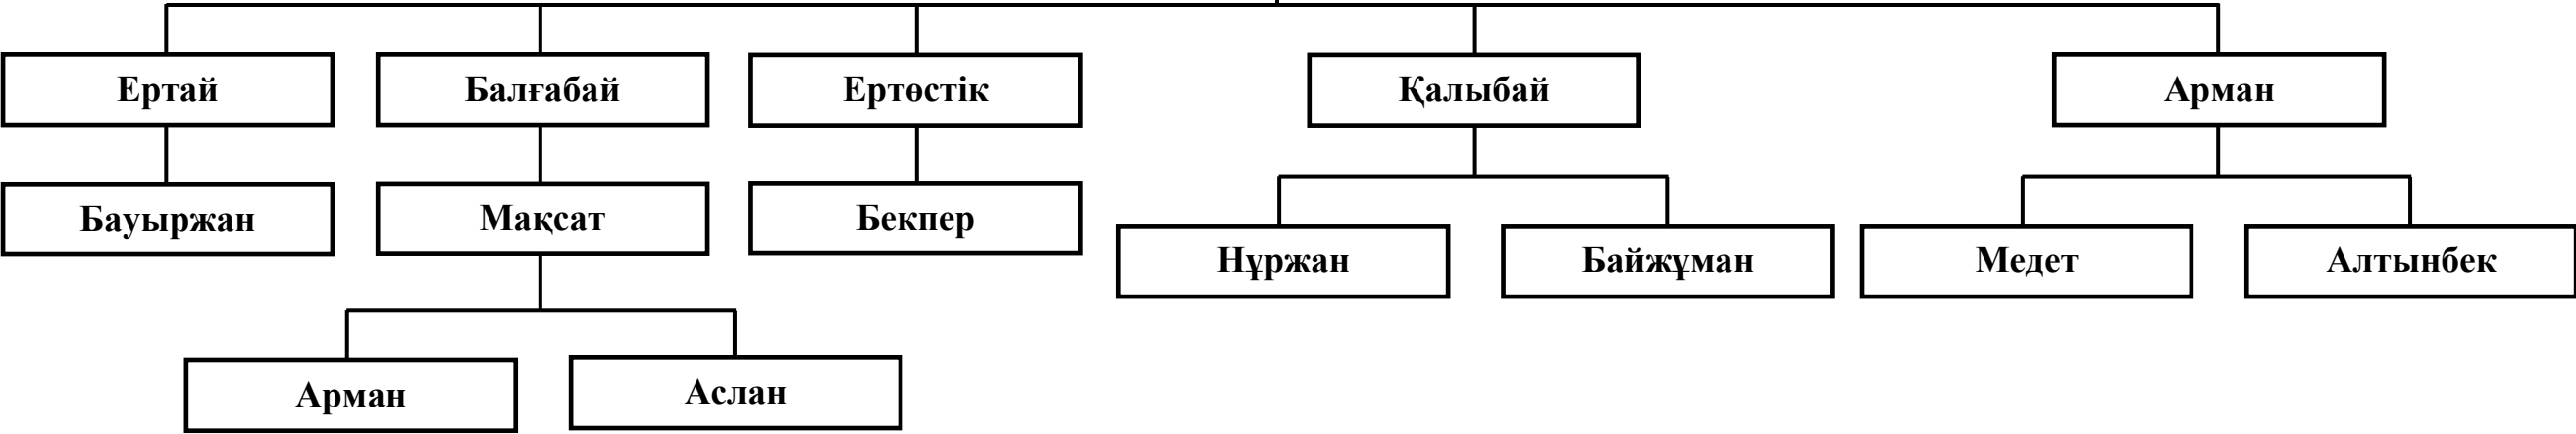 Ертай
Балғабай
Ертөстік
Қалыбай
Арман
Бауыржан
Мақсат
Бекпер
Нұржан
Байжұман
Медет
Алтынбек
Арман
Аслан